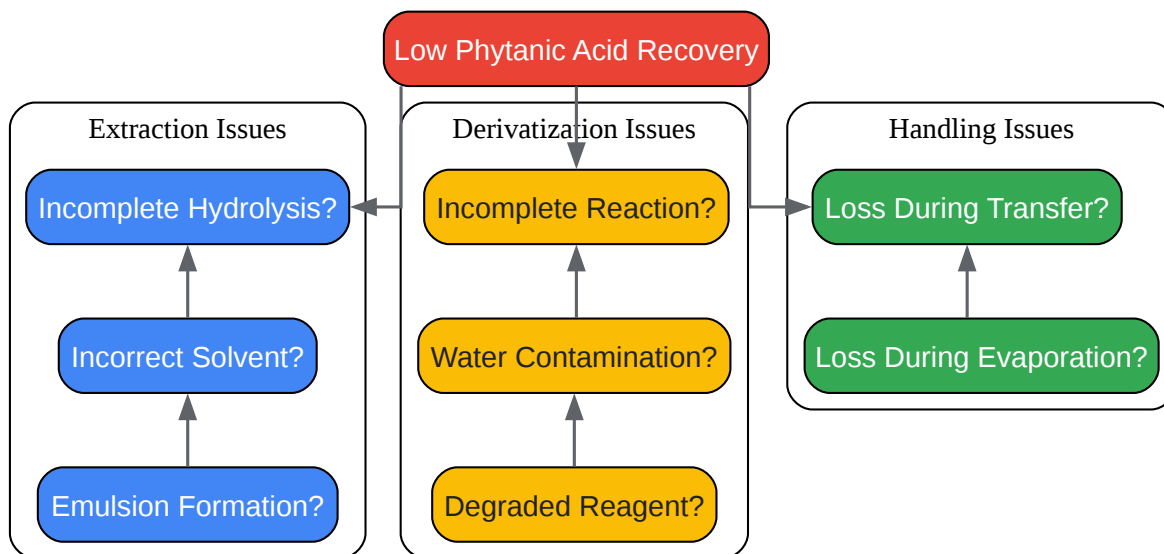 Low Phytanic Acid Recovery
Extraction Issues
Incomplete Hydrolysis?
Incorrect Solvent?
Emulsion Formation?
Derivatization Issues
Incomplete Reaction?
Water Contamination?
Degraded Reagent?
Handling Issues
Loss During Transfer?
Loss During Evaporation?